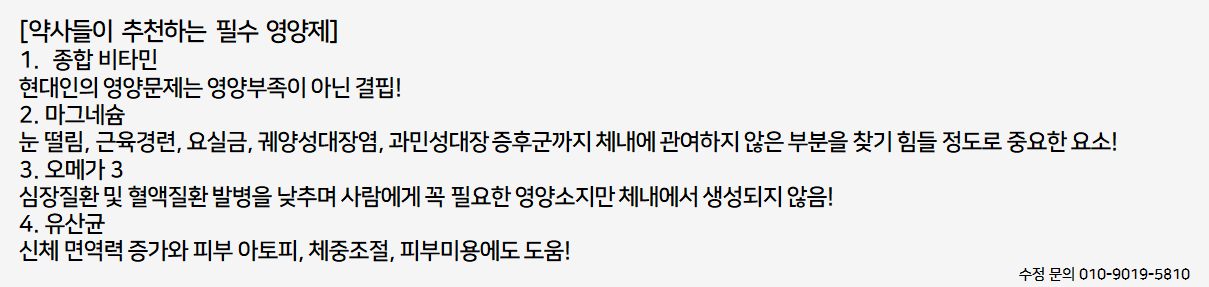 [약사들이 추천하는 필수 영양제]
1. 종합 비타민
현대인의 영양문제는 영양부족이 아닌 결핍!
2. 마그네슘
눈 떨림, 근육경련, 요실금, 궤양성대장염, 과민성대장 증후군까지 체내에 관여하지 않은 부분을 찾기 힘들 정도로 중요한 요소!
3. 오메가 3
심장질환 및 혈액질환 발병을 낮추며 사람에게 꼭 필요한 영양소지만 체내에서 생성되지 않음!
4. 유산균
신체 면역력 증가와 피부 아토피, 체중조절, 피부미용에도 도움!
수정 문의 010-9019-5810